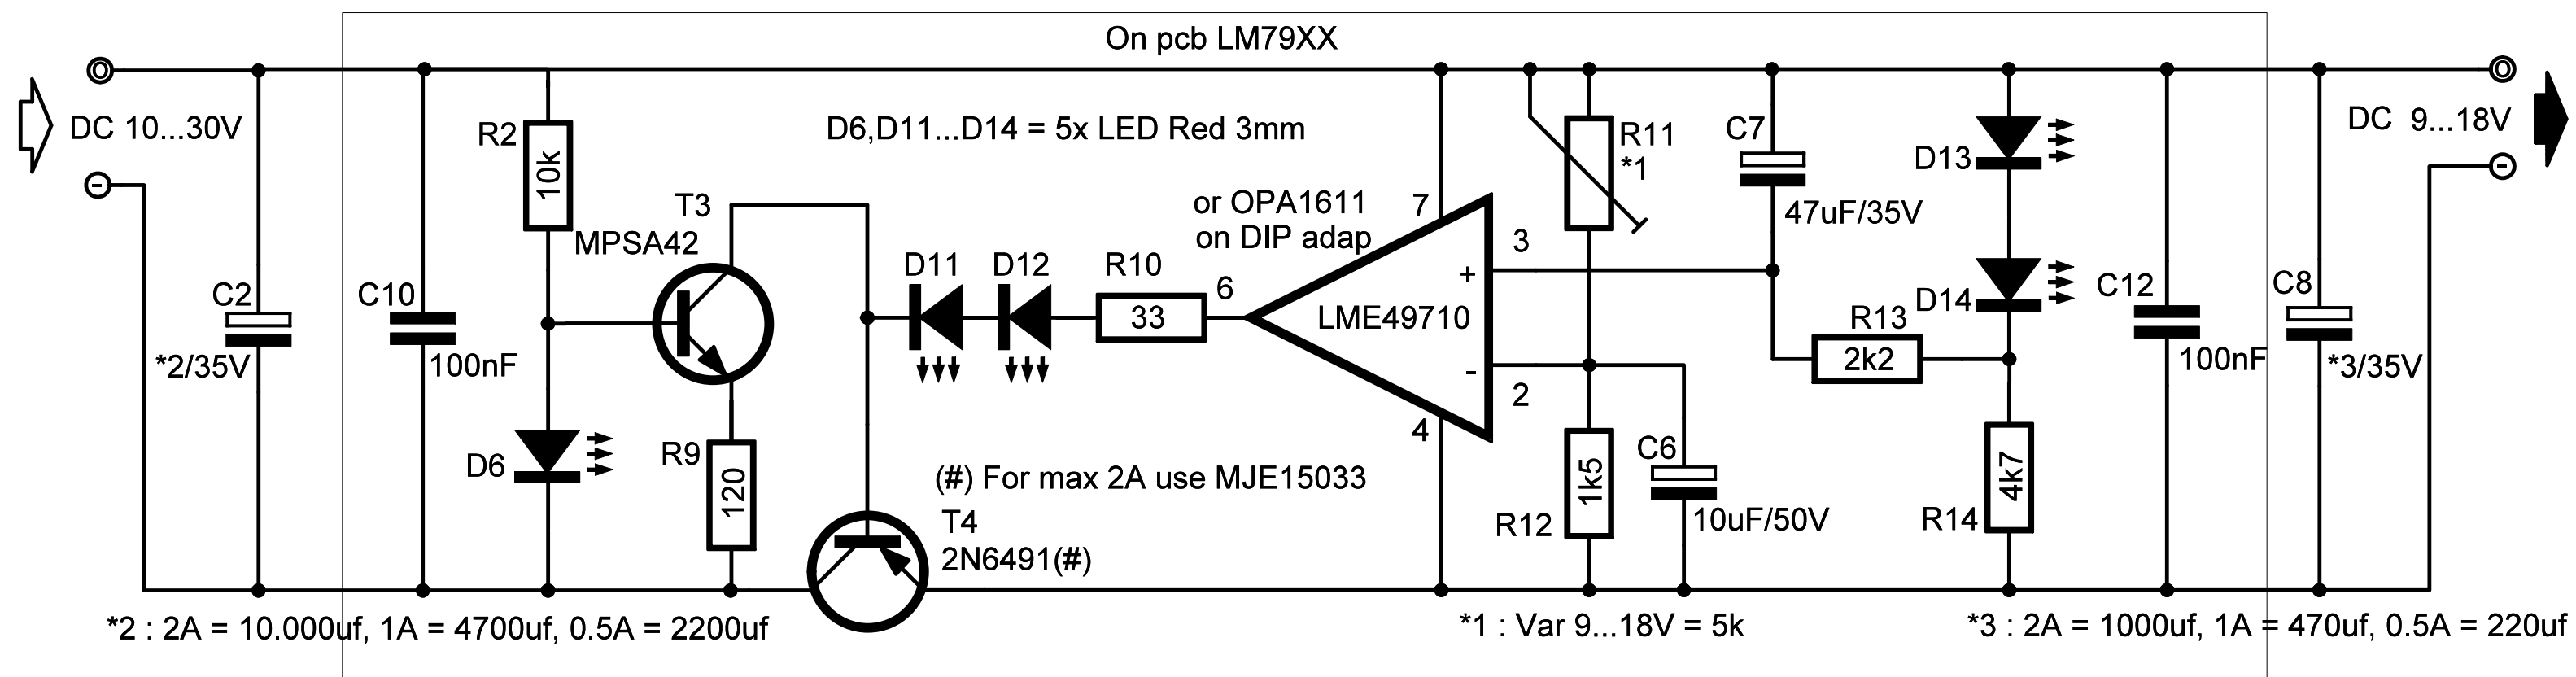 On pcb LM79XX
O
O
DC 10...30V
DC 9...18V
-
-
R2
10k
D6,D11...D14 = 5x LED Red 3mm
R11
*1
C7
47uF/35V
D13
T3
MPSA42
or OPA1611
on DIP adap
7
3
+
D11
D12
R10
33
6
LME49710
-
2
4
D14
R13
2k2
C12
100nF
C8
*3/35V
C2
*2/35V
C10
100nF
D6
R9
120
(#) For max 2A use MJE15033
T4
2N6491(#)
R12
1k5
C6
10uF/50V
R14
4k7
*2 : 2A = 10.000uf, 1A = 4700uf, 0.5A = 2200uf
*1 : Var 9...18V = 5k
*3 : 2A = 1000uf, 1A = 470uf, 0.5A = 220uf